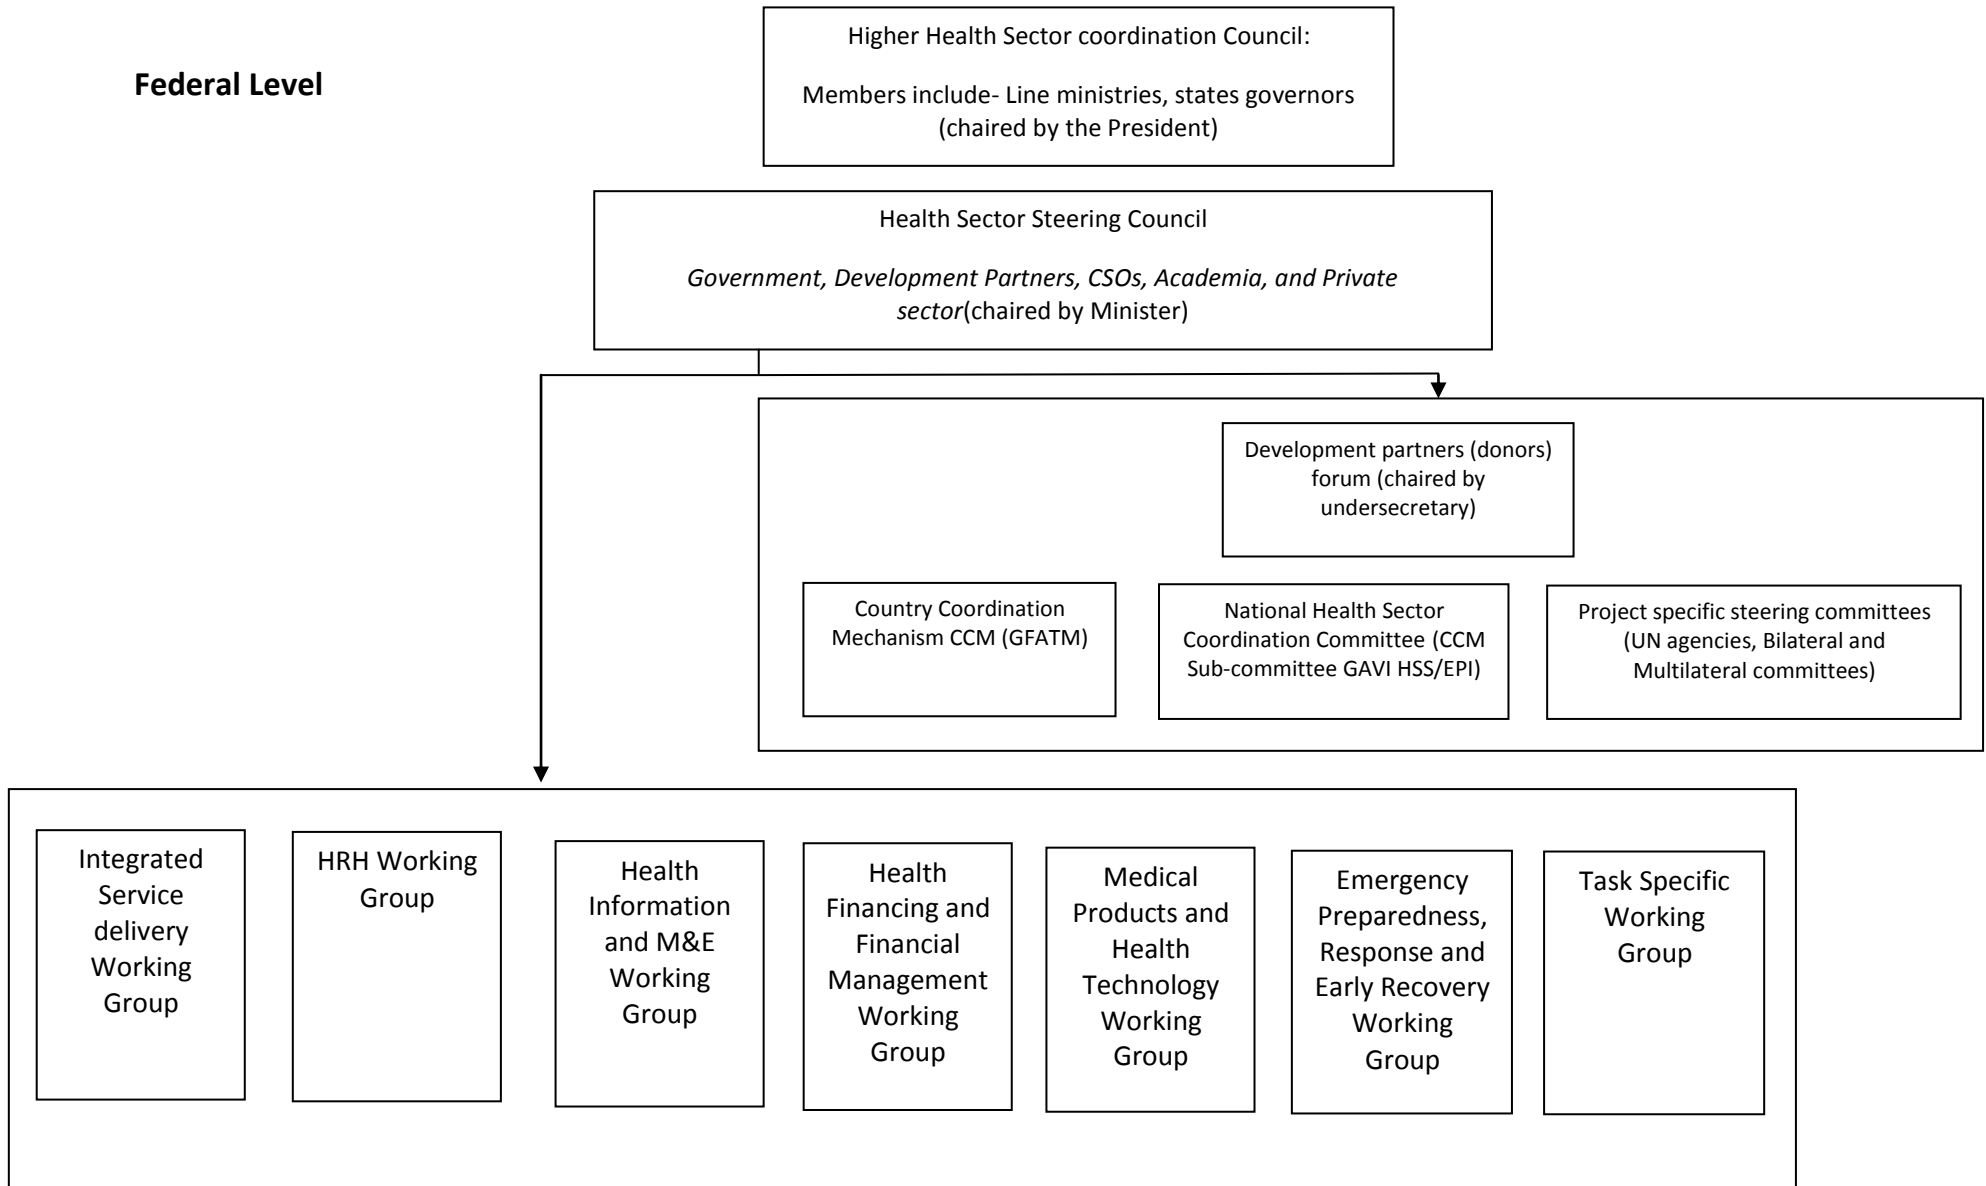 Federal Level
Higher Health Sector coordination Council:
Members include- Line ministries, states governors
(chaired by the President)
Health Sector Steering Council
Government, Development Partners, CSOs, Academia, and Private
sector(chaired by Minister)
Development partners (donors)
forum (chaired by
undersecretary)
Country Coordination
Mechanism CCM (GFATM)
National Health Sector
Coordination Committee (CCM
Sub-committee GAVI HSS/EPI)
Project specific steering committees
(UN agencies, Bilateral and
Multilateral committees)
Integrated
Service
delivery
Working
Group
HRH Working
Group
Health
Information
and M&E
Working
Group
Health
Financing and
Financial
Management
Working
Group
Medical
Products and
Health
Technology
Working
Group
Emergency
Preparedness,
Response and
Early Recovery
Working
Group
Task Specific
Working
Group